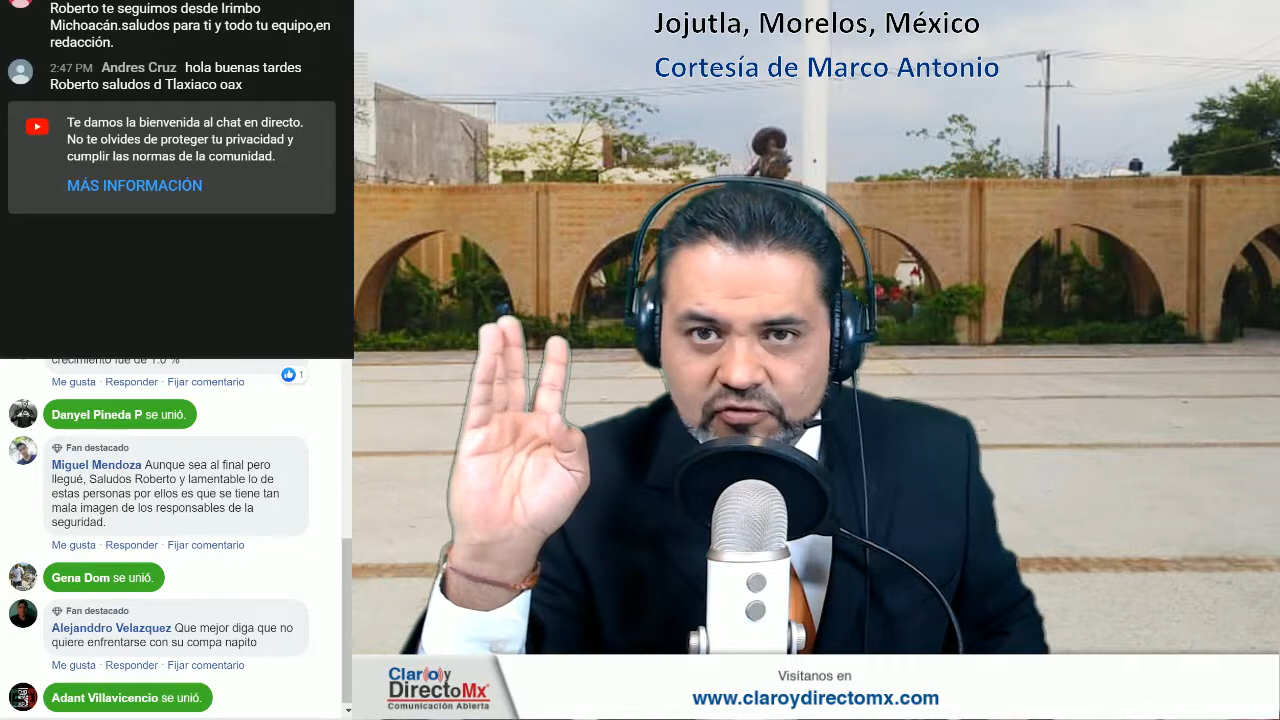 Roberto te seguimos desde Irimbo
Michoacán.saludos para ti y todo tu equipo,en
redacción.
2:47 PM Andres Cruz hola buenas tardes
Roberto saludos d Tlaxiaco oax
Te damos la bienvenida al chat en directo.
No te olvides de proteger tu privacidad y
cumplir las normas de la comunidad.
MÁS INFORMACIÓN
crecimiento fue de 1.0 %
Me gusta · Responder · Fijar comentario
1
Danyel Pineda P se unió.
Fan destacado
Miguel Mendoza Aunque sea al final pero
llegué, Saludos Roberto y lamentable lo de
estas personas por ellos es que se tiene tan
mal imagen de los responsales de la
seguridad.
Me gusta · Responder · Fijar comentario
Gena Dom se unió.
Fan destacado
Alejanddro Velazquez Que mejor diga que no
quiere enfrentarse con su compa napito
Me gusta · Responder · Fijar comentario
Adant Villavicencio se unió.
Jojutla, Morelos, México
Cortesía de Marco Antonio
Claro y
DirectoMx
Comunicación Abierta
Visítanos en
www.claroydirectomx.com